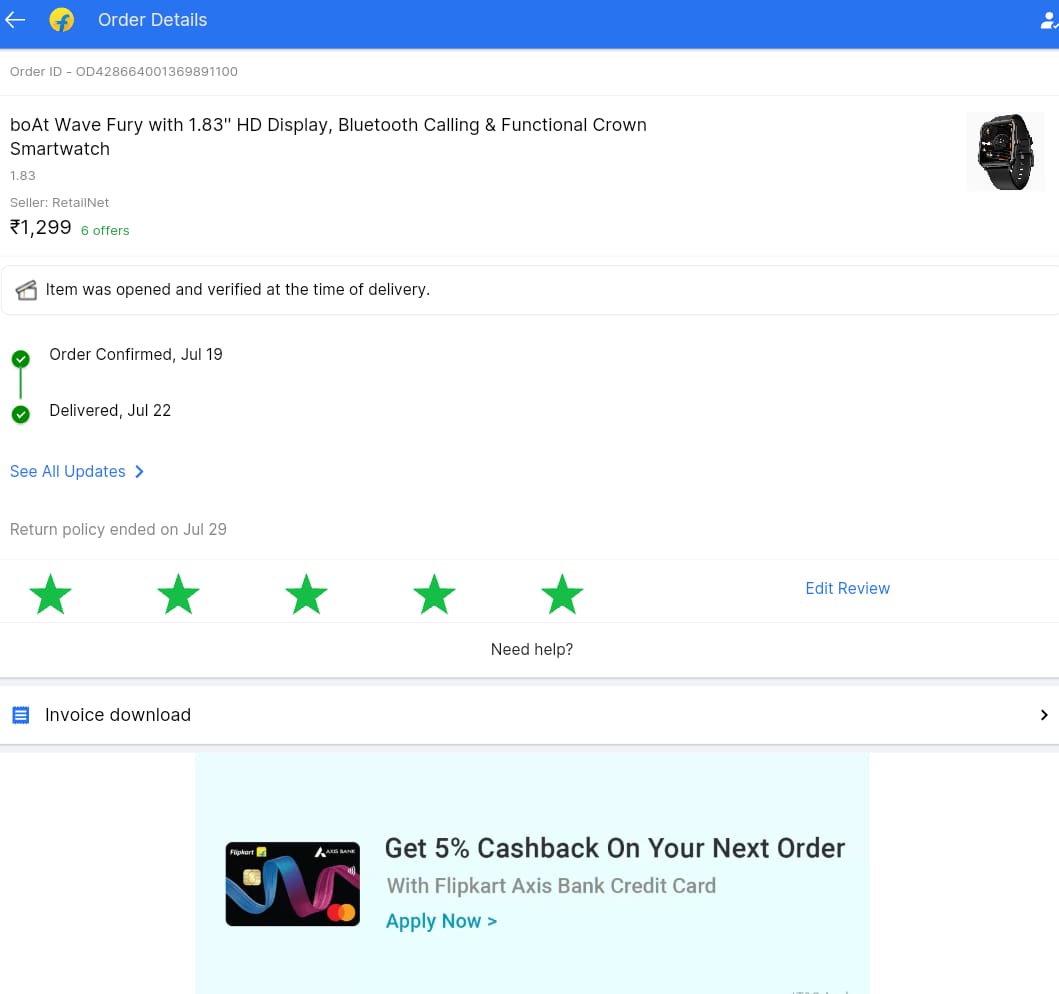 Order Details
Order ID - OD428664001369891100
boAt Wave Fury with 1.83" HD Display, Bluetooth Calling & Functional Crown
Smartwatch
1.83
Seller: RetailNet
₹1,299 6 offers
Item was opened and verified at the time of delivery.
Order Confirmed, Jul 19
Delivered, Jul 22
See All Updates
Return policy ended on Jul 29
Edit Review
Need help?
Invoice download
Get 5% Cashback On Your Next Order
Flipkart AXIS BANK
With Flipkart Axis Bank Credit Card
Apply Now >